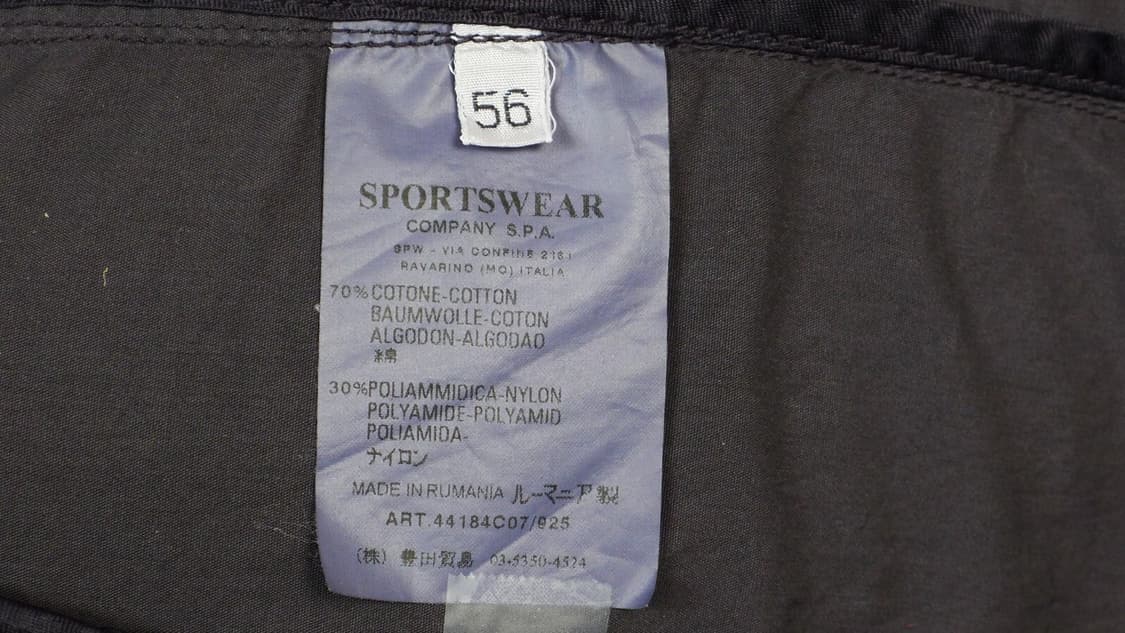 56
SPORTSWEAR
COMPANY S.P.A.
SPW - VIA CONFINE 2161
RAVARINO (MO) ITALIA
70% COTONE-COTTON
BAUMWOLLE-COTON
ALGODON-ALGODAO
綿
30% POLIAMMIDICA-NYLON
POLYAMIDE-POLYAMID
POLIAMIDA-
ナイロン
MADE IN RUMANIA ルーマニア製
ART.44184C07/925
(株) 豊田貿易 03-5350-4524